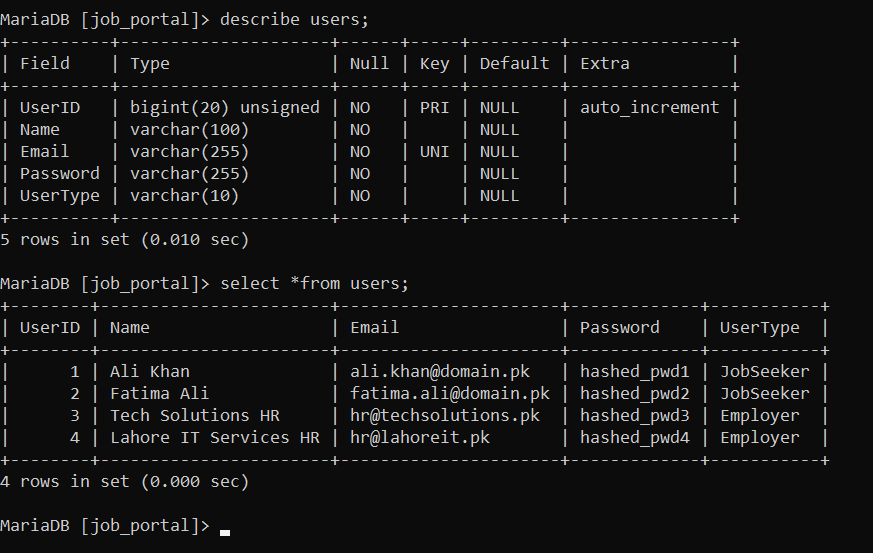 MariaDB [job_portal]> describe users;
+----------+---------------------+------+-----+---------+----------------+
| Field    | Type                | Null | Key | Default | Extra          |
+----------+---------------------+------+-----+---------+----------------+
| UserID   | bigint(20) unsigned | NO   | PRI | NULL    | auto_increment |
| Name     | varchar(100)        | NO   |     | NULL    |                |
| Email    | varchar(255)        | NO   | UNI | NULL    |                |
| Password | varchar(255)        | NO   |     | NULL    |                |
| UserType | varchar(10)         | NO   |     | NULL    |                |
+----------+---------------------+------+-----+---------+----------------+
5 rows in set (0.010 sec)
MariaDB [job_portal]> select *from users;
+--------+-----------------------+----------------------+-------------+-----------+
| UserID | Name                  | Email                | Password    | UserType  |
+--------+-----------------------+----------------------+-------------+-----------+
|      1 | Ali Khan              | ali.khan@domain.pk   | hashed_pwd1 | JobSeeker |
|      2 | Fatima Ali            | fatima.ali@domain.pk | hashed_pwd2 | JobSeeker |
|      3 | Tech Solutions HR     | hr@techsolutions.pk  | hashed_pwd3 | Employer  |
|      4 | Lahore IT Services HR | hr@lahoreit.pk       | hashed_pwd4 | Employer  |
+--------+-----------------------+----------------------+-------------+-----------+
4 rows in set (0.000 sec)
MariaDB [job_portal]>